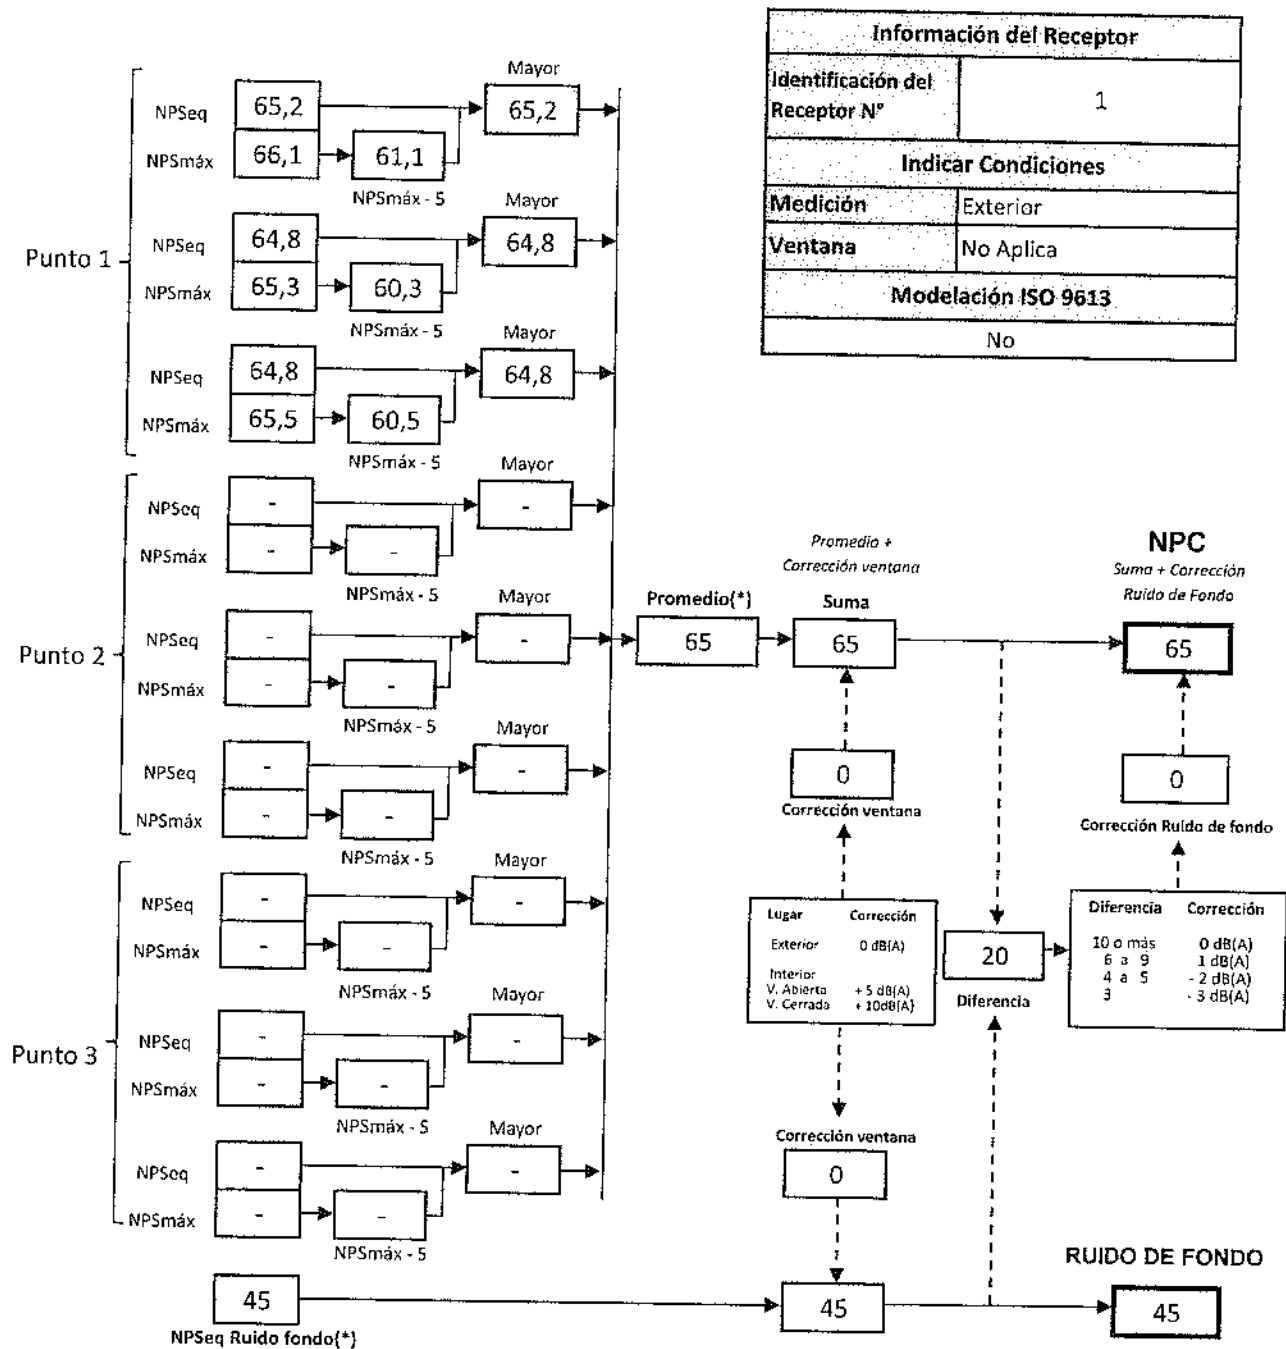 Información del Receptor
Identificación del Receptor N° 1
Indicar Condiciones
Medición Exterior
Ventana No Aplica
Modelación ISO 9613
No
Punto 1
Mayor
NPSeq 65,2 65,2
NPSmáx 66,1 61,1
NPSmáx - 5
Mayor
NPSeq 64,8 64,8
NPSmáx 65,3 60,3
NPSmáx - 5
Mayor
NPSeq 64,8 64,8
NPSmáx 65,5 60,5
NPSmáx - 5
Punto 2
Mayor
NPSeq - -
NPSmáx - -
NPSmáx - 5
Mayor
NPSeq - -
NPSmáx - -
NPSmáx - 5
Mayor
NPSeq - -
NPSmáx - -
NPSmáx - 5
Punto 3
Mayor
NPSeq - -
NPSmáx - -
NPSmáx - 5
Mayor
NPSeq - -
NPSmáx - -
NPSmáx - 5
Mayor
NPSeq - -
NPSmáx - -
NPSmáx - 5
45
NPSeq Ruido fondo(*)
Promedio(*)
65
Promedio +
Corrección ventana
Suma
65
0
Corrección ventana
Lugar Corrección
Exterior 0 dB(A)
Interior
V. Abierta + 5 dB(A)
V. Cerrada + 10dB(A)
Corrección ventana
0
45
20
Diferencia
NPC
Suma + Corrección
Ruido de Fondo
65
0
Corrección Ruido de fondo
Diferencia Corrección
10 o más 0 dB(A)
6 a 9 1 dB(A)
4 a 5 - 2 dB(A)
3 - 3 dB(A)
RUIDO DE FONDO
45